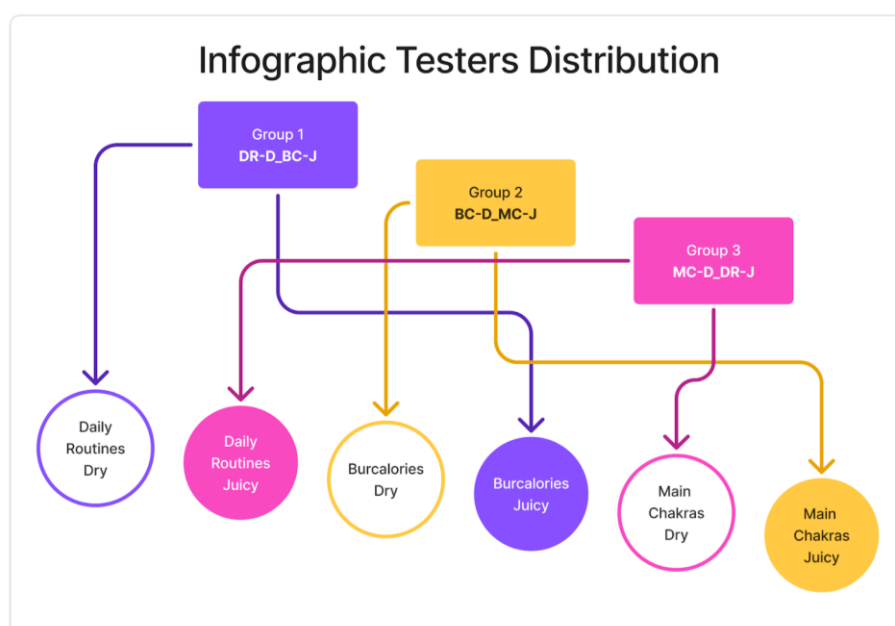 Infographic Testers Distribution
Group 1
DR-D_BC-J
Group 2
BC-D_MC-J
Group 3
MC-D_DR-J
Daily
Routines
Dry
Daily
Routines
Juicy
Burcalories
Dry
Burcalories
Juicy
Main
Chakras
Dry
Main
Chakras
Juicy